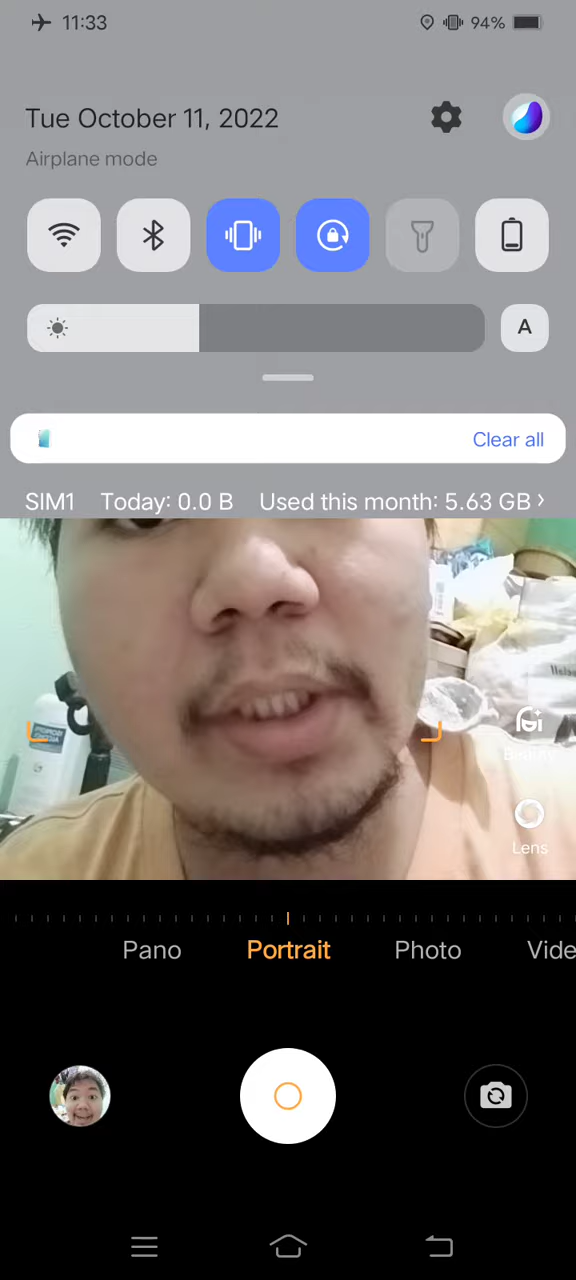 11:33 94%
Tue October 11, 2022
Airplane mode
A
Clear all
SIM1 Today: 0.0 B Used this month: 5.63 GB
Lens
Pano Portrait Photo Vide